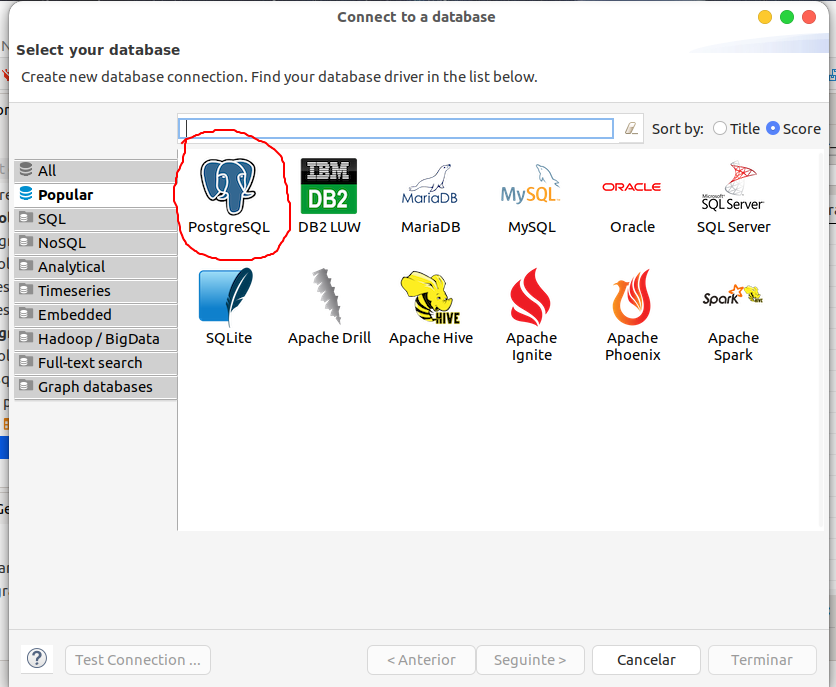 Connect to a database
Select your database
Create new database connection. Find your database driver in the list below.
Sort by: Title Score
All
Popular
SQL
NoSQL
Analytical
Timeseries
Embedded
Hadoop / BigData
Full-text search
Graph databases
IBM
DB2
MariaDB
MySQL
ORACLE
Microsoft
SQL Server
PostgreSQL
DB2 LUW
MariaDB
MySQL
Oracle
SQL Server
HIVE
Spark
SQLite
Apache Drill
Apache Hive
Apache
Ignite
Apache
Phoenix
Apache
Spark
?
Test Connection ...
< Anterior
Seguinte >
Cancelar
Terminar